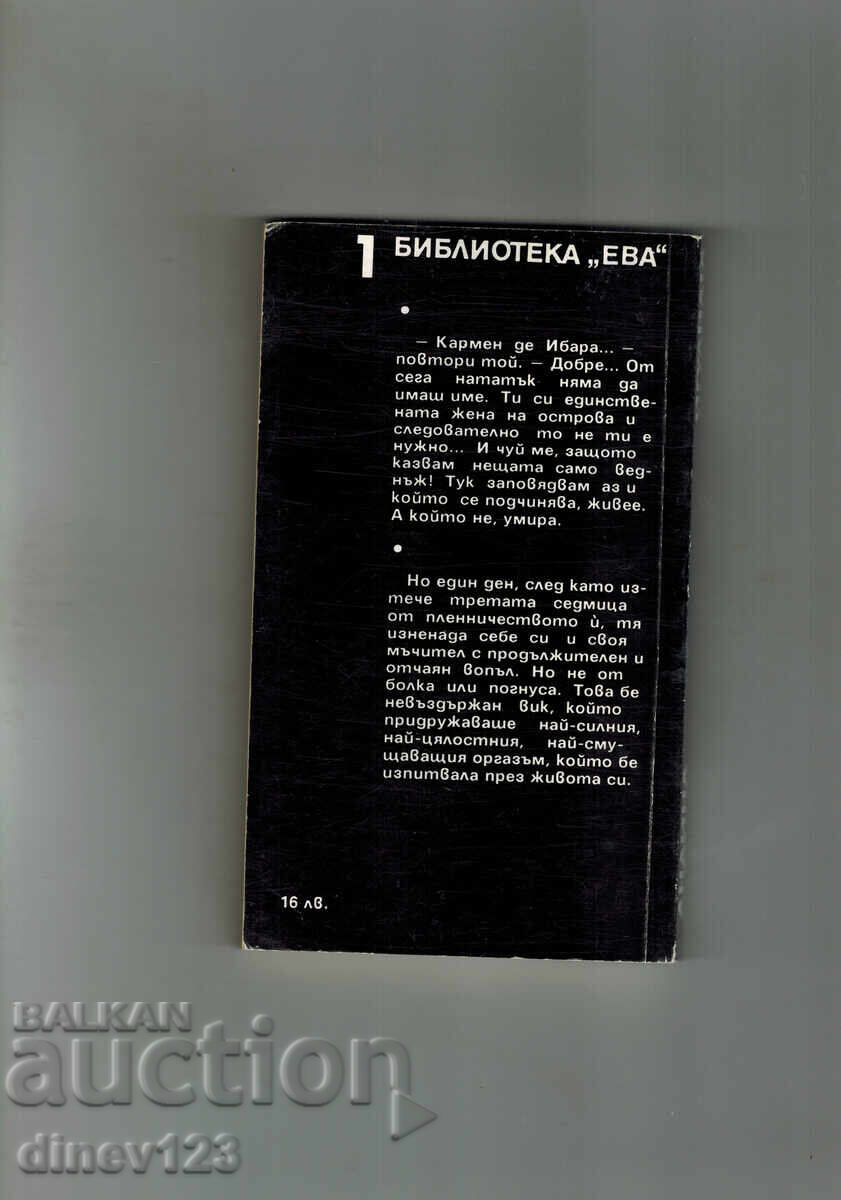 1 БИБЛИОТЕКА „ЕВА“
•
– Кармен де Ибара... –
повтори той. – Добре... От
сега нататък няма да
имаш име. Ти си единстве-
ната жена на острова и
следователно то не ти е
нужно... И чуй ме, защото
казвам нещата само вед-
нъж! Тук заповядвам аз и
който се подчинява, живее.
А който не, умира.
•
Но един ден, след като из-
тече третата седмица
от пленничеството ѝ, тя
изненада себе си и своя
мъчител с продължителен и
отчаян вопъл. Но не от
болка или погнуса. Това бе
невъздържан вик, който
придружаваше най-силния,
най-цялостния, най-сму-
щаващия оргазъм, който бе
изпитвала през живота си.
16 лв.
BALKAN
auction
dinev123